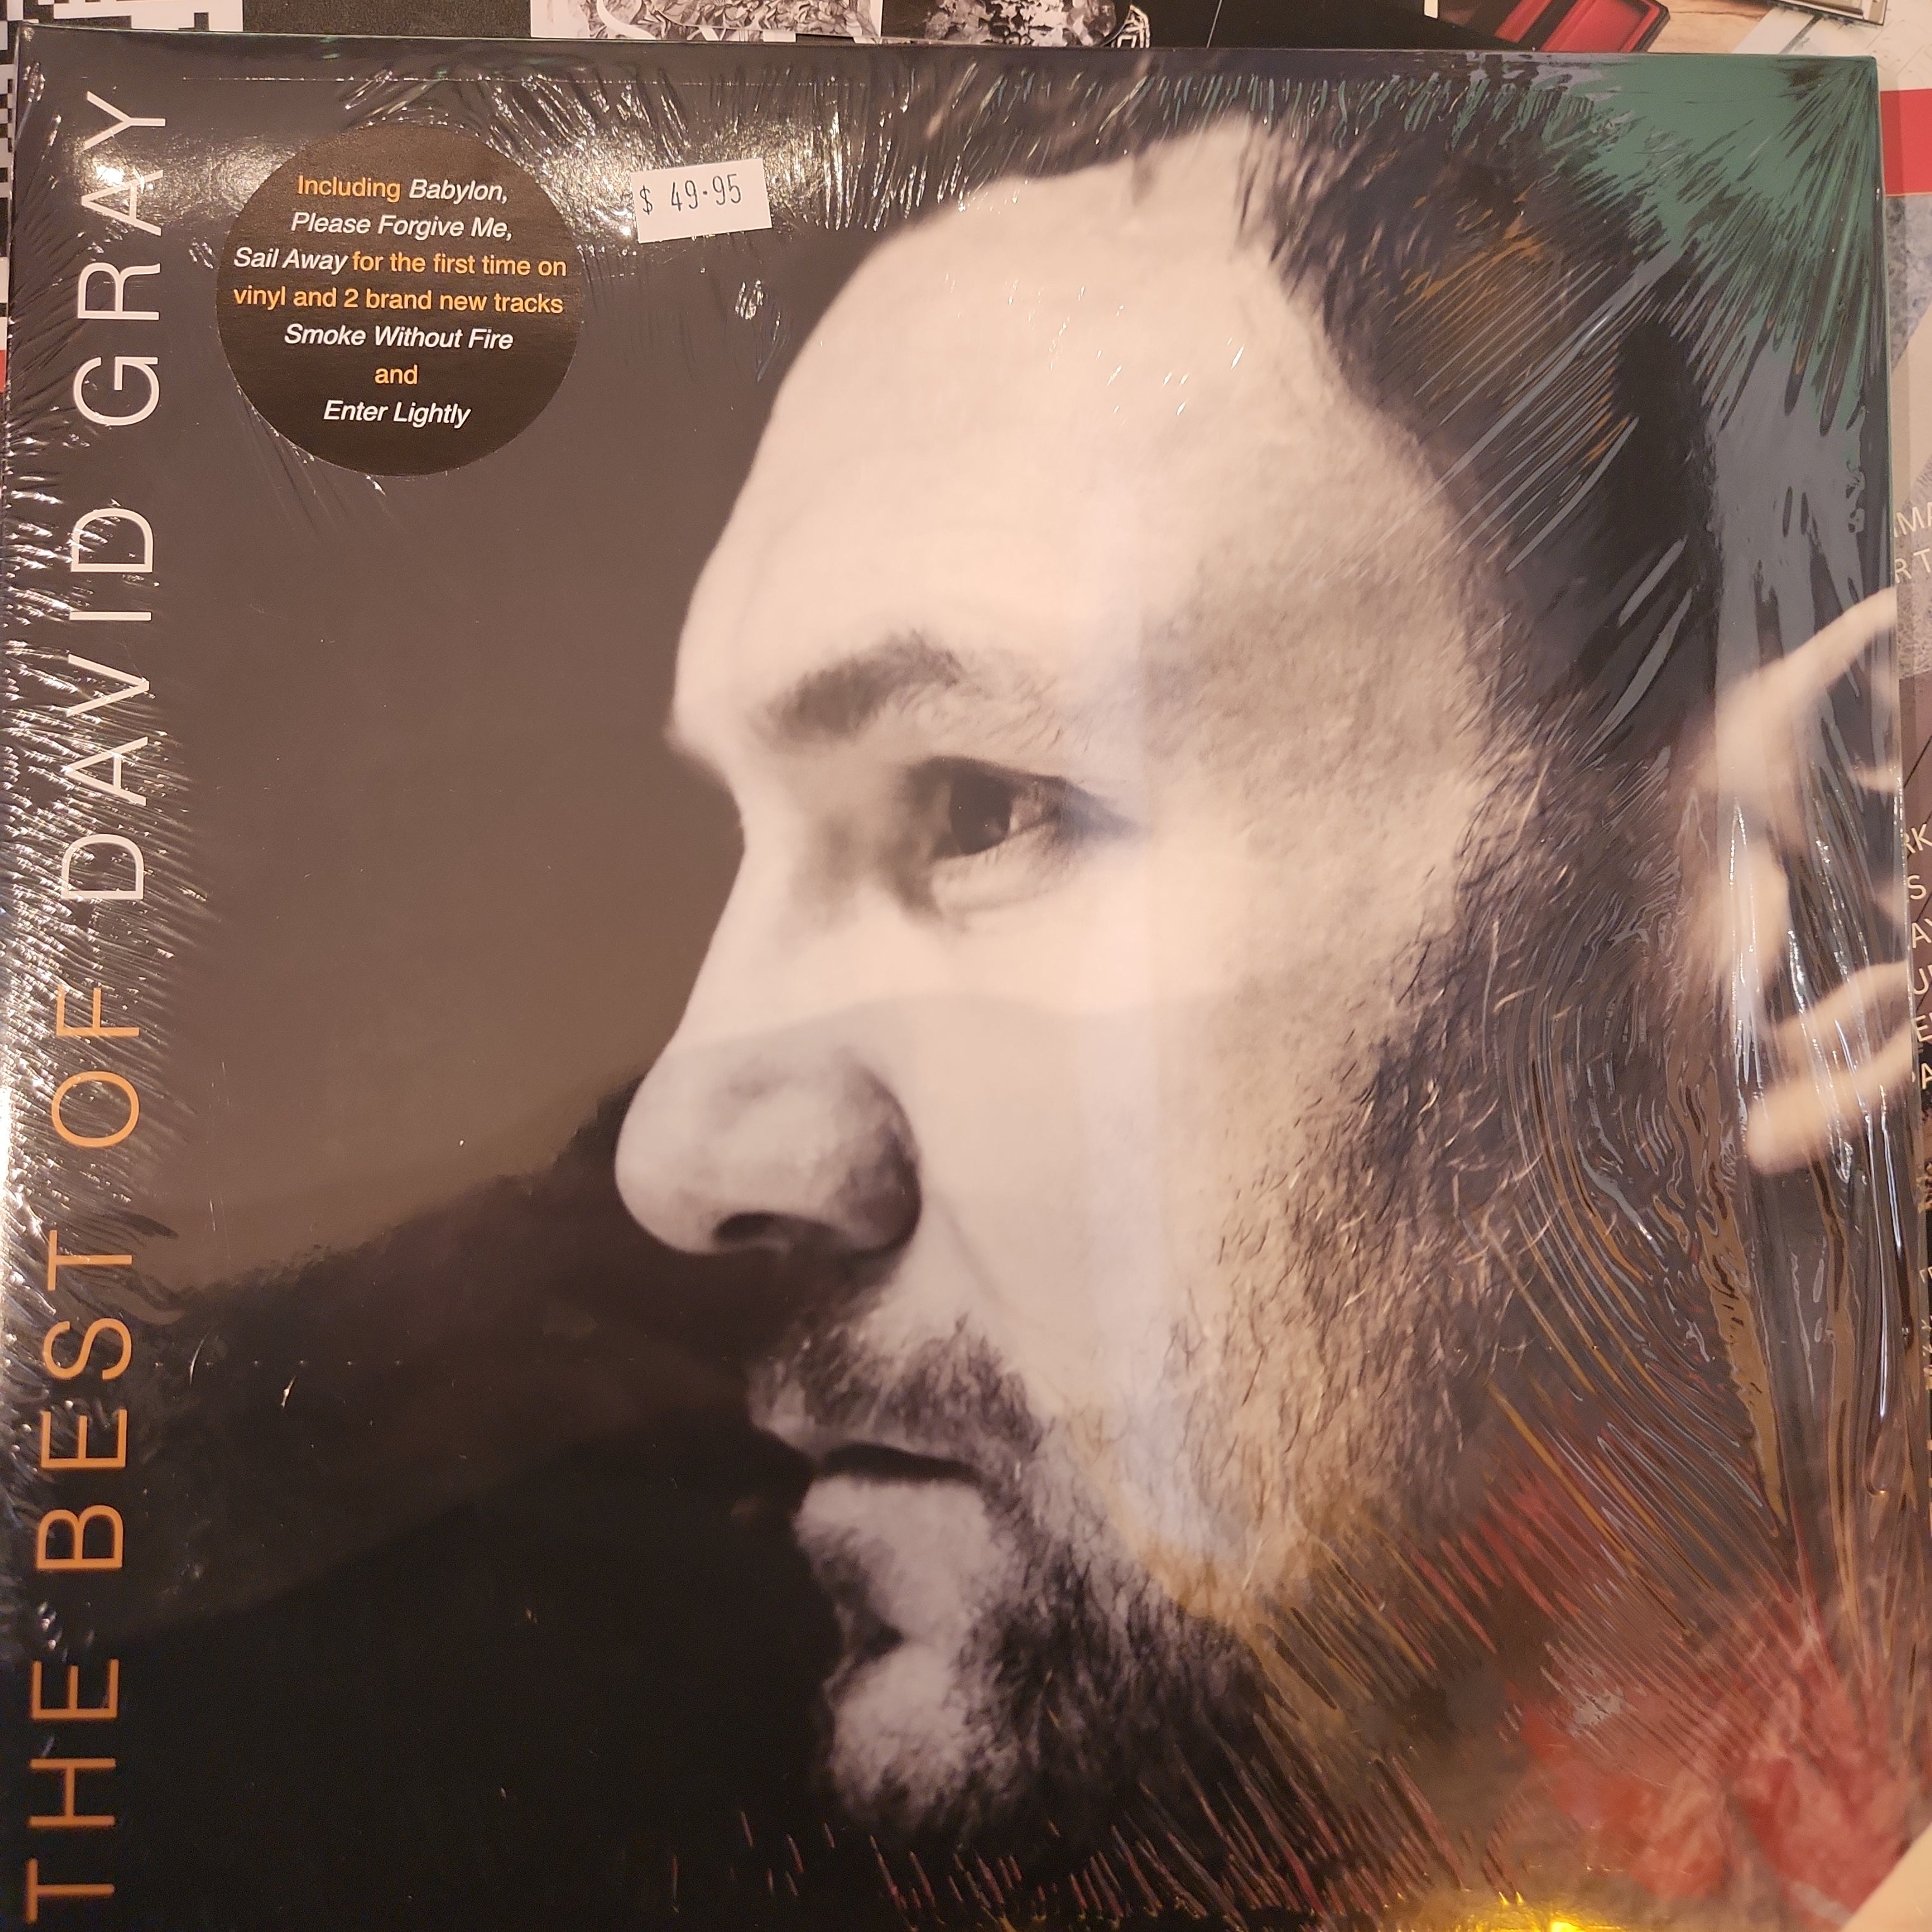 THE BEST OF DAVID GRAY
Including Babylon,
Please Forgive Me,
Sail Away for the first time on
vinyl and 2 brand new tracks
Smoke Without Fire
and
Enter Lightly
$ 49.95